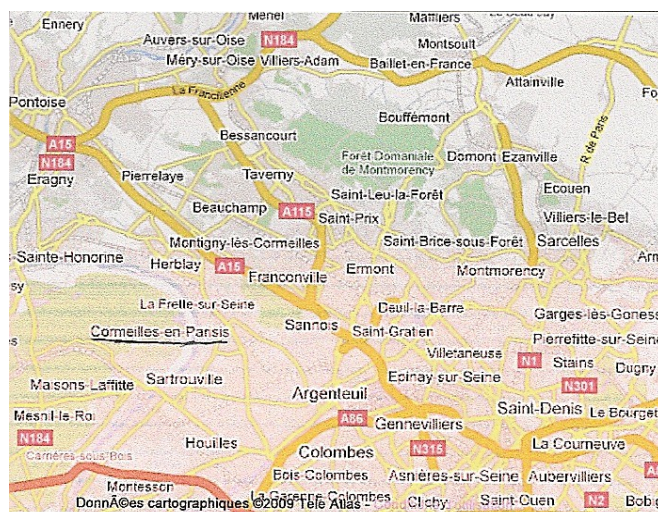 Ennery
Menel
Maffliers
Auvers-sur-Oise
N184
Montsoult
Méry-sur-Oise Villiers-Adam
Baillet-en-France
Attainville
Pontoise
La Francilienne
Bouffémont
R de Paris
A15
Bessancourt
N184
Forêt Domaniale
de Montmorency
Domont Ezanville
Eragny
Pierrelaye
Taverny
Saint-Leu-la-Forêt
Ecouen
Beauchamp
A115
Saint-Prix
Villiers-le-Bel
Montigny-lès-Cormeilles
Saint-Brice-sous-Forêt
Sarcelles
Sainte-Honorine
Herblay
A15
Franconville
Ermont
Montmorency
La Frette-sur-Seine
Deuil-la-Barre
Garges-lès-Goness
Cormeilles-en-Parisis
Sannois
Saint-Gratien
Pierrefitte-sur-Seine
Villetaneuse
N1
Stains
Dugny
Maisons-Laffitte
Sartrouville
Epinay-sur-Seine
N301
Mesnil-le-Roi
Argenteuil
A86
Gennevilliers
Saint-Denis
Le Bourget
N184
Houilles
Colombes
N315
La Courneuve
Carrières-sous-Bois
Bois-Colombes
Asnières-sur-Seine
Aubervilliers
Montesson
La Garenne-Colombes
Clichy
Saint-Ouen
N2
Bobig
DonnÃ©es cartographiques ©2009 Tele Atlas -